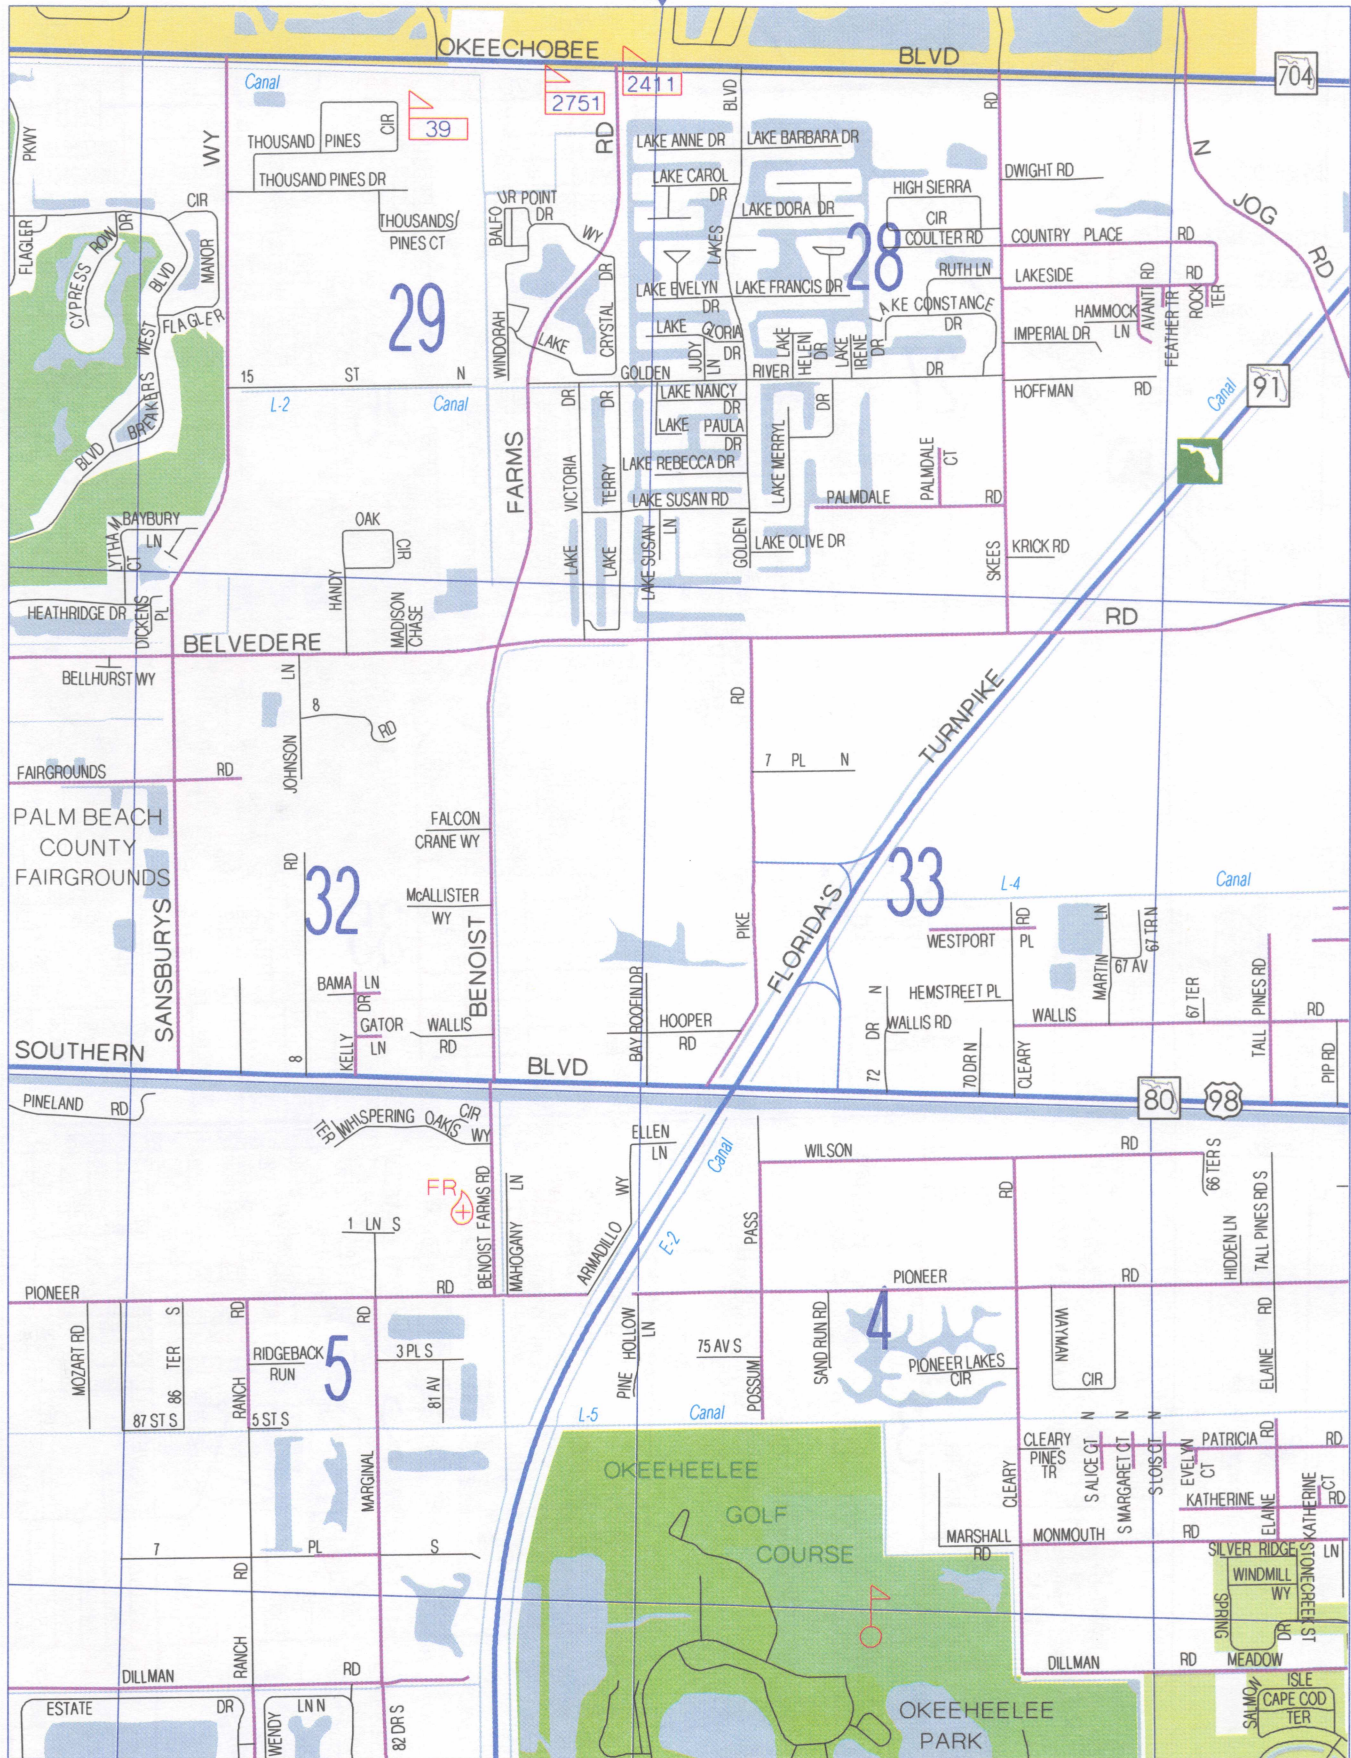 OKEECHOBEE
BLVD
704
Canal
2751
2411
39
THOUSAND PINES
CIR
THOUSAND PINES DR
THOUSANDS
PINES CT
PKWY
WY
RD
BLVD
RD
N
JOG
RD
LAKE ANNE DR
LAKE BARBARA DR
LAKE CAROL
DR
LAKE DORA DR
LAKES
HIGH SIERRA
CIR
COULTER RD
DWIGHT RD
COUNTRY PLACE RD
28
RUTH LN
LAKESIDE
RD
RD
HAMMOCK
LN
AVANTI
FEATHER TR
ROCK
TER
IMPERIAL DR
LAKE EVELYN
DR
LAKE FRANCIS DR
LAKE CONSTANCE
DR
LAKE GLORIA
DR
JUDY
LN
LAKE
HELEN
DR
LAKE
IRENE
DR
GOLDEN
RIVER
DR
HOFFMAN RD
91
Canal
BALFOUR POINT
DR
WY
CRYSTAL
DR
LAKE
WINDORAH
29
FLAGLER
CYPRESS
ROW
DR
CIR
MANOR
BLVD
WEST
FLAGLER
BREAKERS
BLVD
15 ST N
L-2
Canal
FARMS
LAKE VICTORIA DR
LAKE TERRY DR
LAKE NANCY
DR
LAKE PAULA
DR
LAKE REBECCA DR
LAKE SUSAN RD
LAKE SUSAN LN
LAKE MERRYL
DR
GOLDEN
LAKE OLIVE DR
PALMDALE
CT
PALMDALE RD
SKEES
KRICK RD
LYTHAM
CT
BAYBURY
LN
HEATHRIDGE DR
DICKENS
PL
OAK
CIR
HANDY
MADISON
CHASE
BELVEDERE
RD
BELLHURST WY
JOHNSON
LN
8
RD
RD
7 PL N
TURNPIKE
FAIRGROUNDS RD
PALM BEACH
COUNTY
FAIRGROUNDS
SANSBURYS
FALCON
CRANE WY
McALLISTER
WY
32
RD
8
BENOIST
BAMA LN
DR
KELLY
GATOR
LN
WALLIS
RD
PIKE
FLORIDA'S
33
L-4
Canal
WESTPORT PL
RD
MARTIN
LN
67 AV
67 TR N
HEMSTREET PL
WALLIS RD
72 DR N
70 DR N
CLEARY
WALLIS RD
67 TER
TALL PINES RD
PIP RD
BAY ROOFIN DR
HOOPER
RD
SOUTHERN
BLVD
80
98
PINELAND RD
WHISPERING OAKS
TER
CIR
WY
ELLEN
LN
Canal
E-2
WILSON RD
66 TER S
FR
BENOIST FARMS RD
MAHOGANY LN
ARMADILLO WY
PASS
RD
HIDDEN LN
TALL PINES RD S
1 LN S
PIONEER RD
PIONEER RD
MOZART RD
86 TER S
87 ST S
RANCH RD
RIDGEBACK
RUN
5 ST S
5
RD
3 PL S
81 AV
MARGINAL
PINE HOLLOW
LN
75 AV S
POSSUM
SAND RUN RD
4
PIONEER LAKES
CIR
WAYMAN
CIR
ELAINE RD
L-5
Canal
OKEEHEELEE
GOLF
COURSE
CLEARY
CLEARY
PINES
TR
S ALICE CT N
S MARGARET CT N
S LOIS CT N
EVELYN
CT
PATRICIA RD
KATHERINE RD
ELAINE
RD
KATHERINE
CT
MARSHALL
RD
MONMOUTH RD
SILVER RIDGE
LN
WINDMILL
WY
SPRING
DR
STONECREEK ST
MEADOW
7 PL S
RD
RANCH
DILLMAN RD
DILLMAN RD
ESTATE DR
WENDY
LN N
82 DR S
OKEEHEELEE
PARK
SALMON
ISLE
CAPE COD
TER